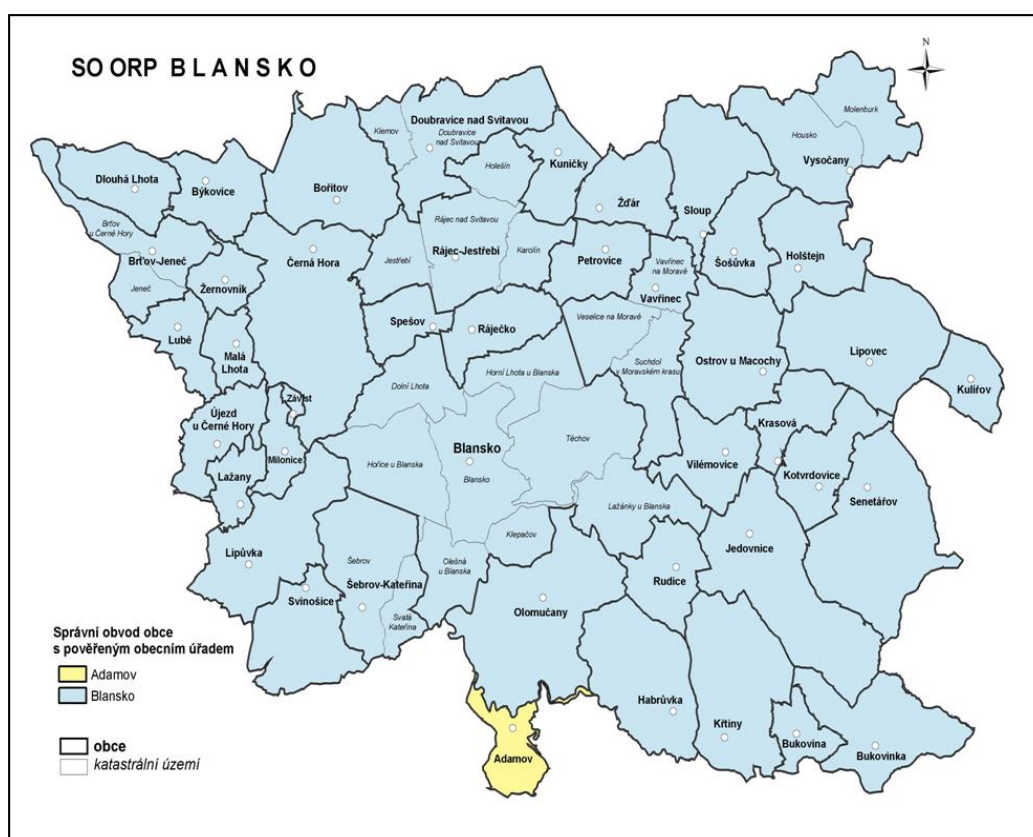 SO ORP BLANSKO
N
Molenburk
Housko
Vysočany
Klemov
Doubravice nad Svitavou
Doubravice
nad Svitavou
Holešín
Kuničky
Dlouhá Lhota
Býkovice
Bořitov
Žďár
Sloup
Brťov
u Černé Hory
Brťov-Jeneč
Jeneč
Žernovník
Černá Hora
Jestřebí
Rájec nad Svitavou
Rájec-Jestřebí
Karolín
Petrovice
Vavřinec
na Moravě
Vavřinec
Šošůvka
Holštejn
Lubě
Malá
Lhota
Spešov
Ráječko
Veselice na Moravě
Suchdol
v Moravském krasu
Ostrov u Macochy
Lipovec
Kulířov
Dolní Lhota
Horní Lhota u Blanska
Závist
Újezd
u Černé Hory
Milonice
Lažany
Hořice u Blanska
Blansko
Blansko
Těchov
Vilémovice
Krasová
Kotvrdovice
Senetářov
Lažánky u Blanska
Klepačov
Jedovnice
Lipůvka
Šebrov
Šebrov-Kateřina
Olešná
u Blanska
Svinošice
Svatá
Kateřina
Rudice
Olomučany
Správní obvod obce
s pověřeným obecním úřadem
Adamov
Blansko
obce
katastrální území
Adamov
Habrůvka
Křtiny
Bukovina
Bukovinka